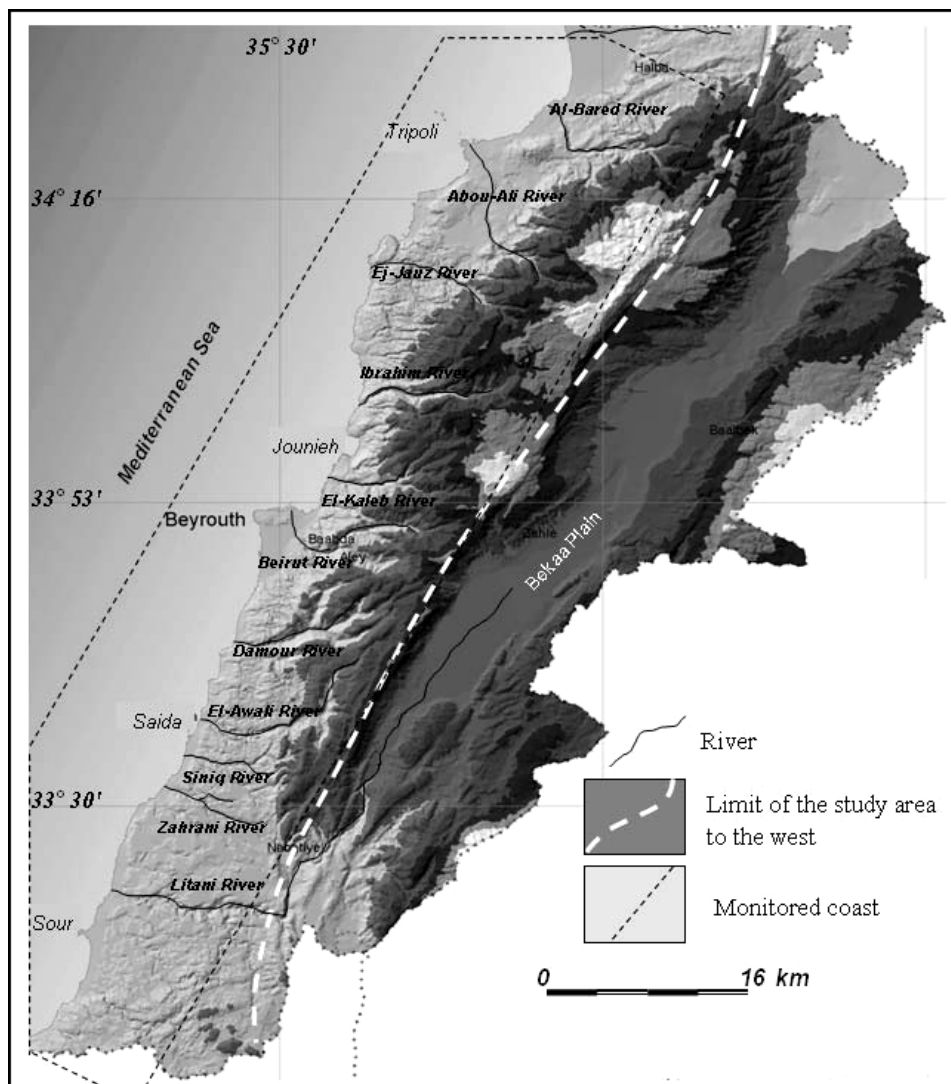 35° 30'
Halba
Al-Bared River
Tripoli
34° 16'
Abou-Ali River
Ej-Jauz River
Mediterranean Sea
Ibrahim River
Baalbek
Jounieh
33° 53'
El-Kaleb River
Beyrouth
Zahle
Baabda
Aley
Beirut River
Bekaa Plain
Damour River
El-Awali River
Saida
River
Siniq River
33° 30'
Limit of the study area
to the west
Zahrani River
Nabatiyel
Litani River
Monitored coast
Sour
0 16 km